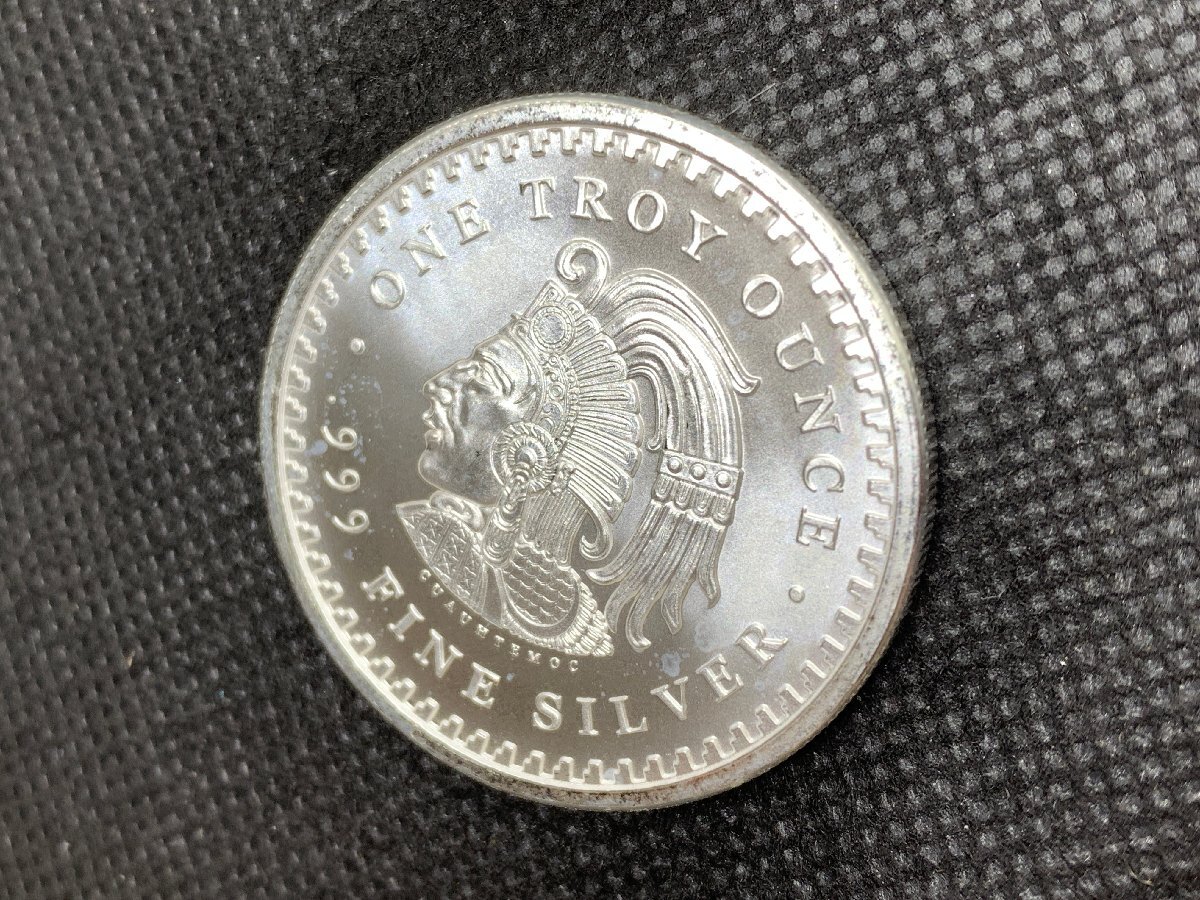 • ONE TROY OUNCE •
.999 FINE SILVER
CUAUHTEMOC